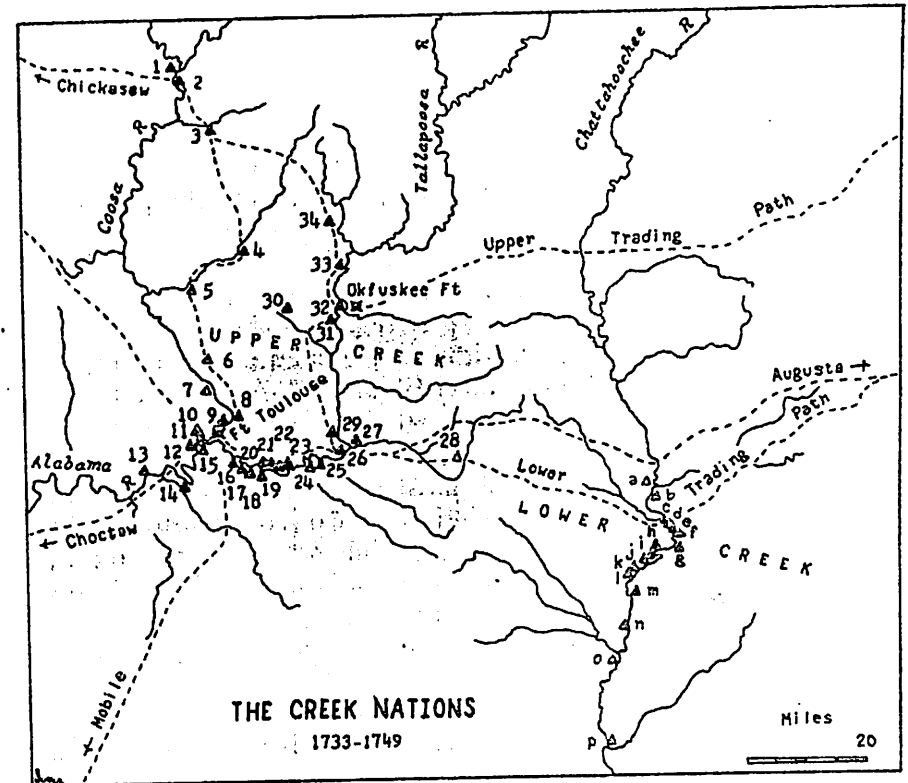 R
R
Chattahoochee
1
2
← Chickasaw
R
3
Tallapoosa
Coosa
34
Path
Upper
Trading
4
33
Okfuskee Ft
5
30
32
31
UPPER
CREEK
6
7
Ft Toulouse
Augusta →
8
10
9
Path
11
29
27
28
12
21
22
23
26
13
20
Alabama
15
16
24
25
Lower
Trading
a
b
R
14
17
19
18
c
d
e
f
LOWER
h
← Choctow
i
j
g
CREEK
k
l
m
n
o
THE CREEK NATIONS
← Mobile
Miles
1733-1749
p
20